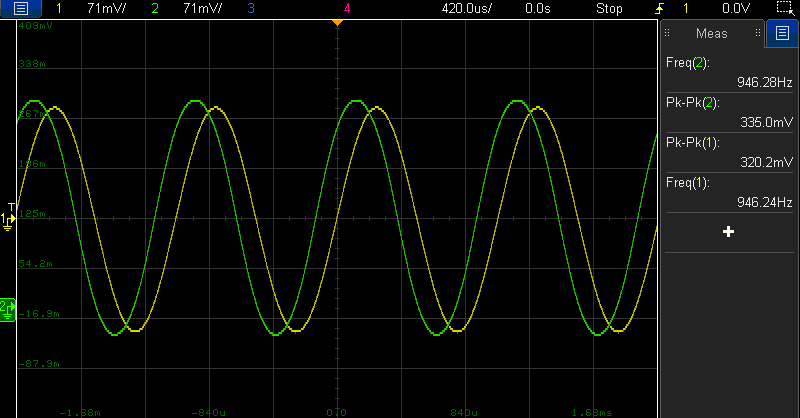 1 71mV/ 2 71mV/ 3 4 420.0us/ 0.0s Stop 1 0.0V
409mV
338m
267m
196m
125m
54.2m
-16.9m
-87.9m
T
1
2
-1.68m -840u 0.0 840u 1.68ms
Meas
Freq(2):
946.28Hz
Pk-Pk(2):
335.0mV
Pk-Pk(1):
320.2mV
Freq(1):
946.24Hz